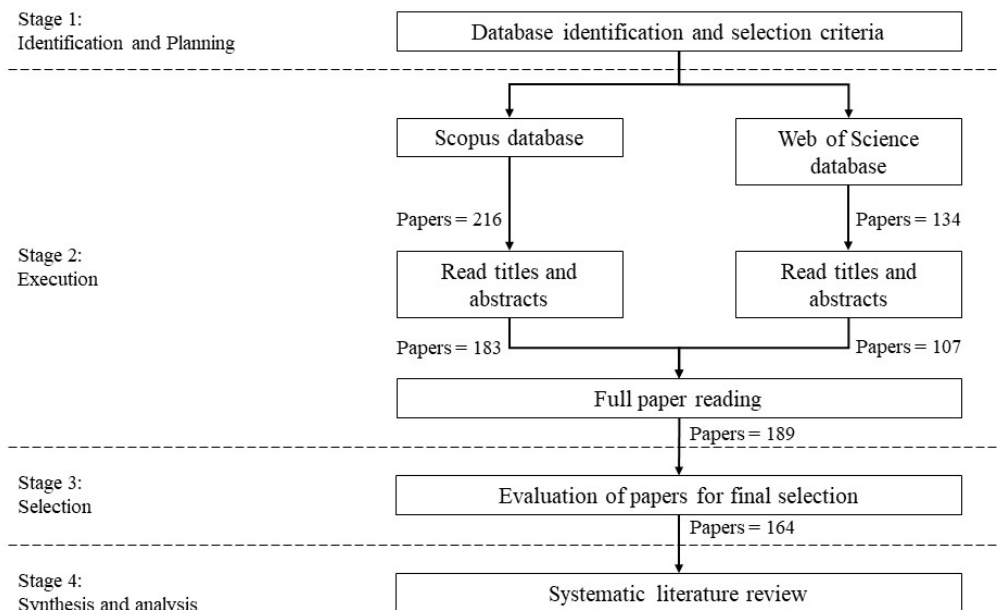 Stage 1:
Identification and Planning
Database identification and selection criteria
Scopus database
Web of Science
database
Papers = 216
Papers = 134
Stage 2:
Execution
Read titles and
abstracts
Read titles and
abstracts
Papers = 183
Papers = 107
Full paper reading
Papers = 189
Stage 3:
Selection
Evaluation of papers for final selection
Papers = 164
Stage 4:
Synthesis and analysis
Systematic literature review